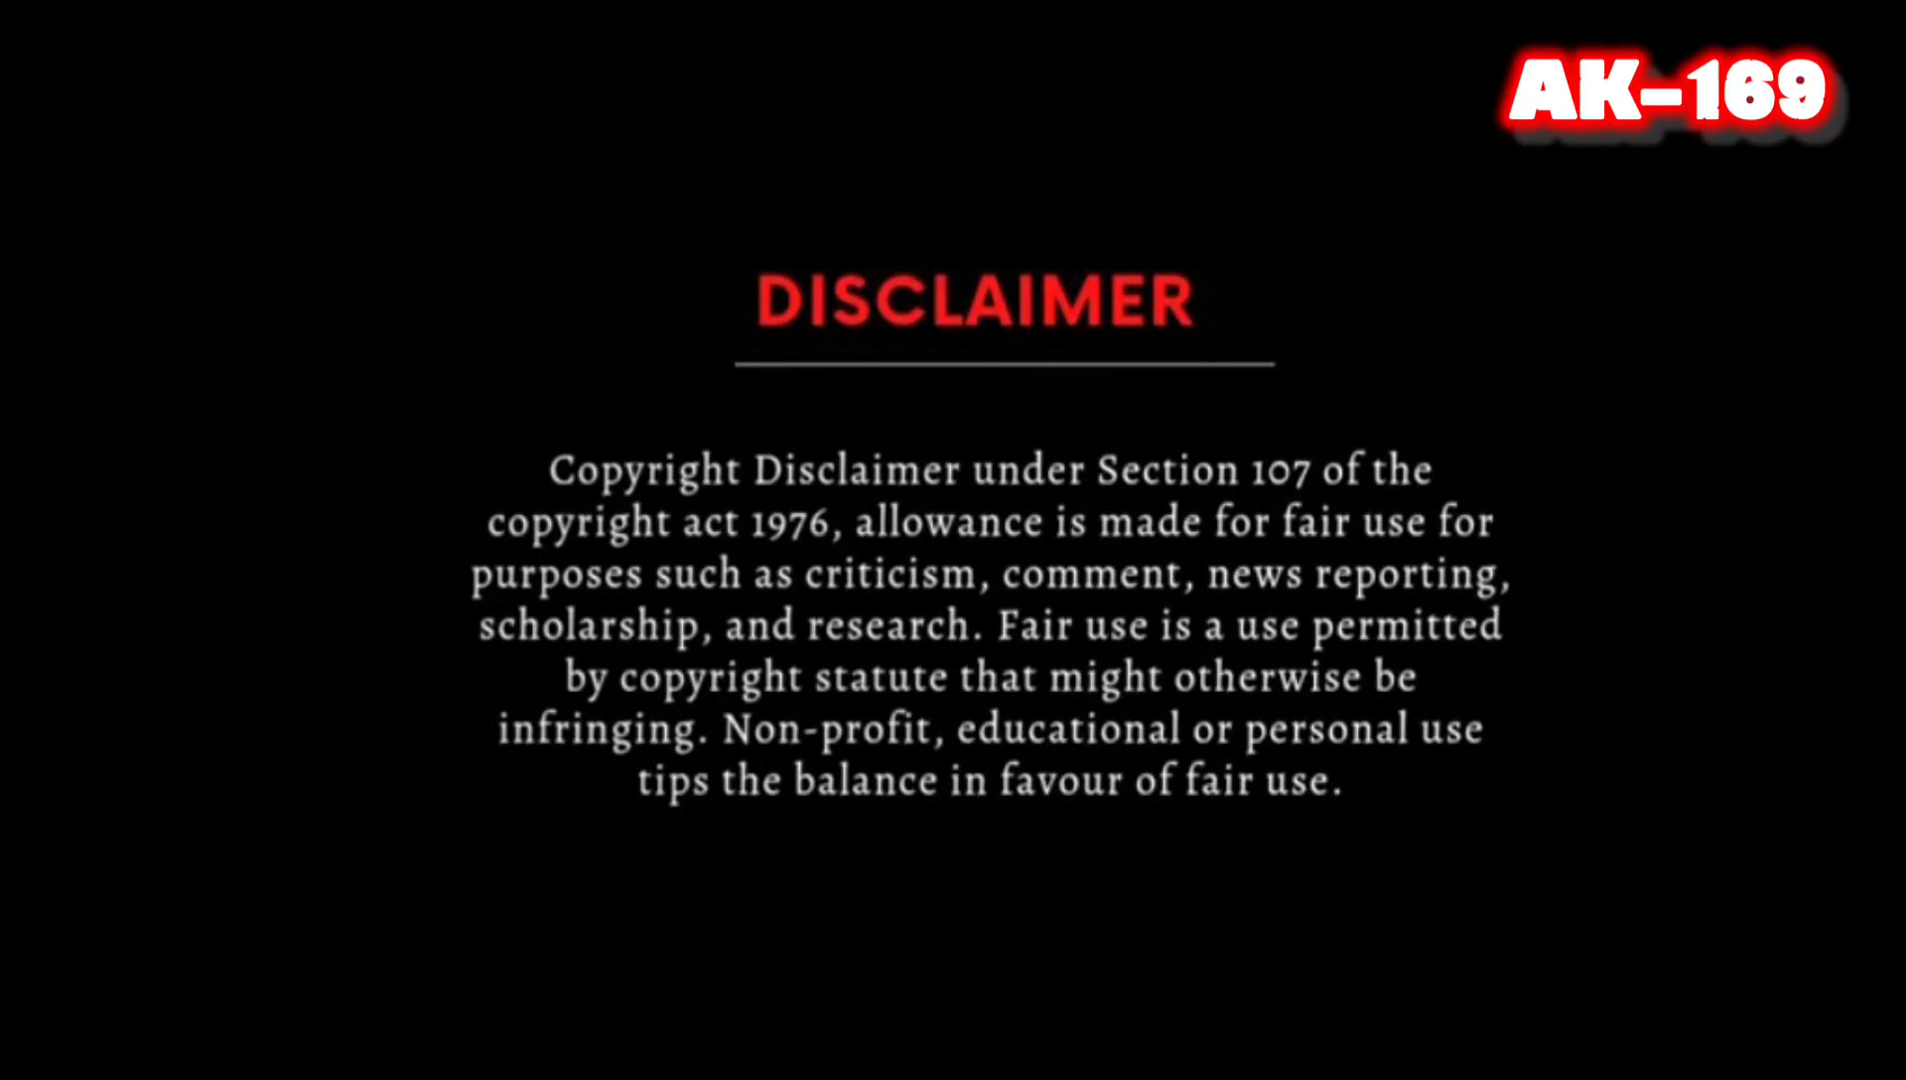 AK-169
DISCLAIMER
Copyright Disclaimer under Section 107 of the
copyright act 1976, allowance is made for fair use for
purposes such as criticism, comment, news reporting,
scholarship, and research. Fair use is a use permitted
by copyright statute that might otherwise be
infringing. Non-profit, educational or personal use
tips the balance in favour of fair use.